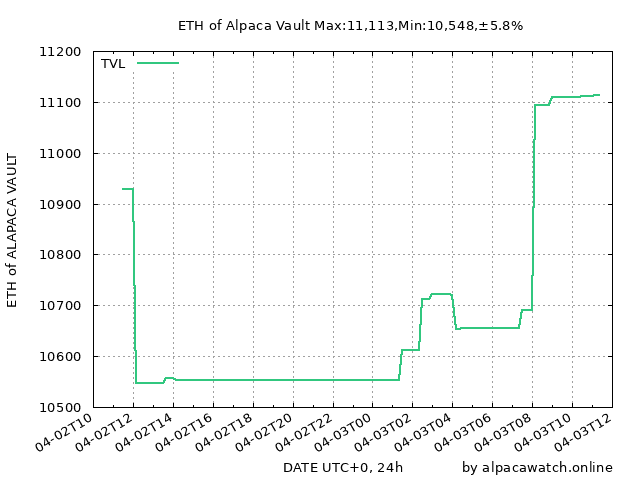 ETH of Alpaca Vault Max:11,113,Min:10,548,±5.8%
TVL
11200
11100
11000
10900
10800
10700
10600
10500
ETH of ALAPACA VAULT
04-02T10
04-02T12
04-02T14
04-02T16
04-02T18
04-02T20
04-02T22
04-03T00
04-03T02
04-03T04
04-03T06
04-03T08
04-03T10
04-03T12
DATE UTC+0, 24h
by alpacawatch.online